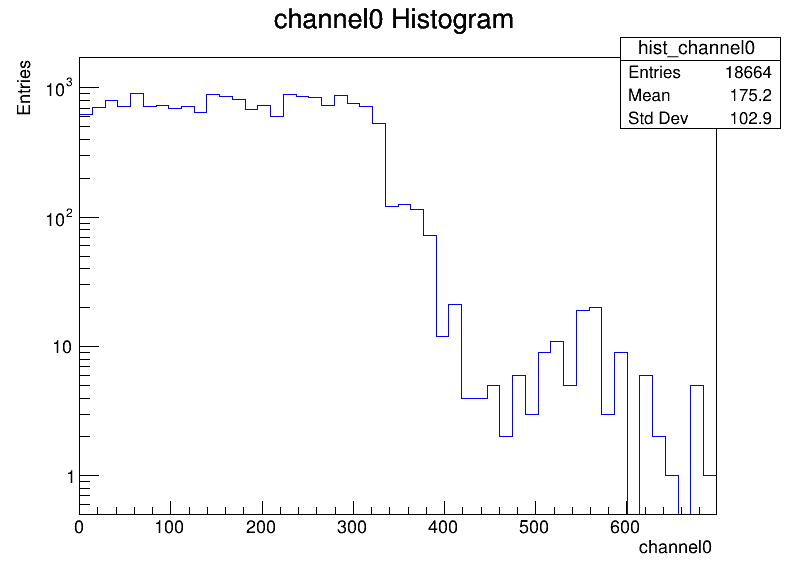 channel0 Histogram
hist_channel0
Entries 18664
Mean 175.2
Std Dev 102.9
Entries
10³
10²
10
1
0 100 200 300 400 500 600
channel0